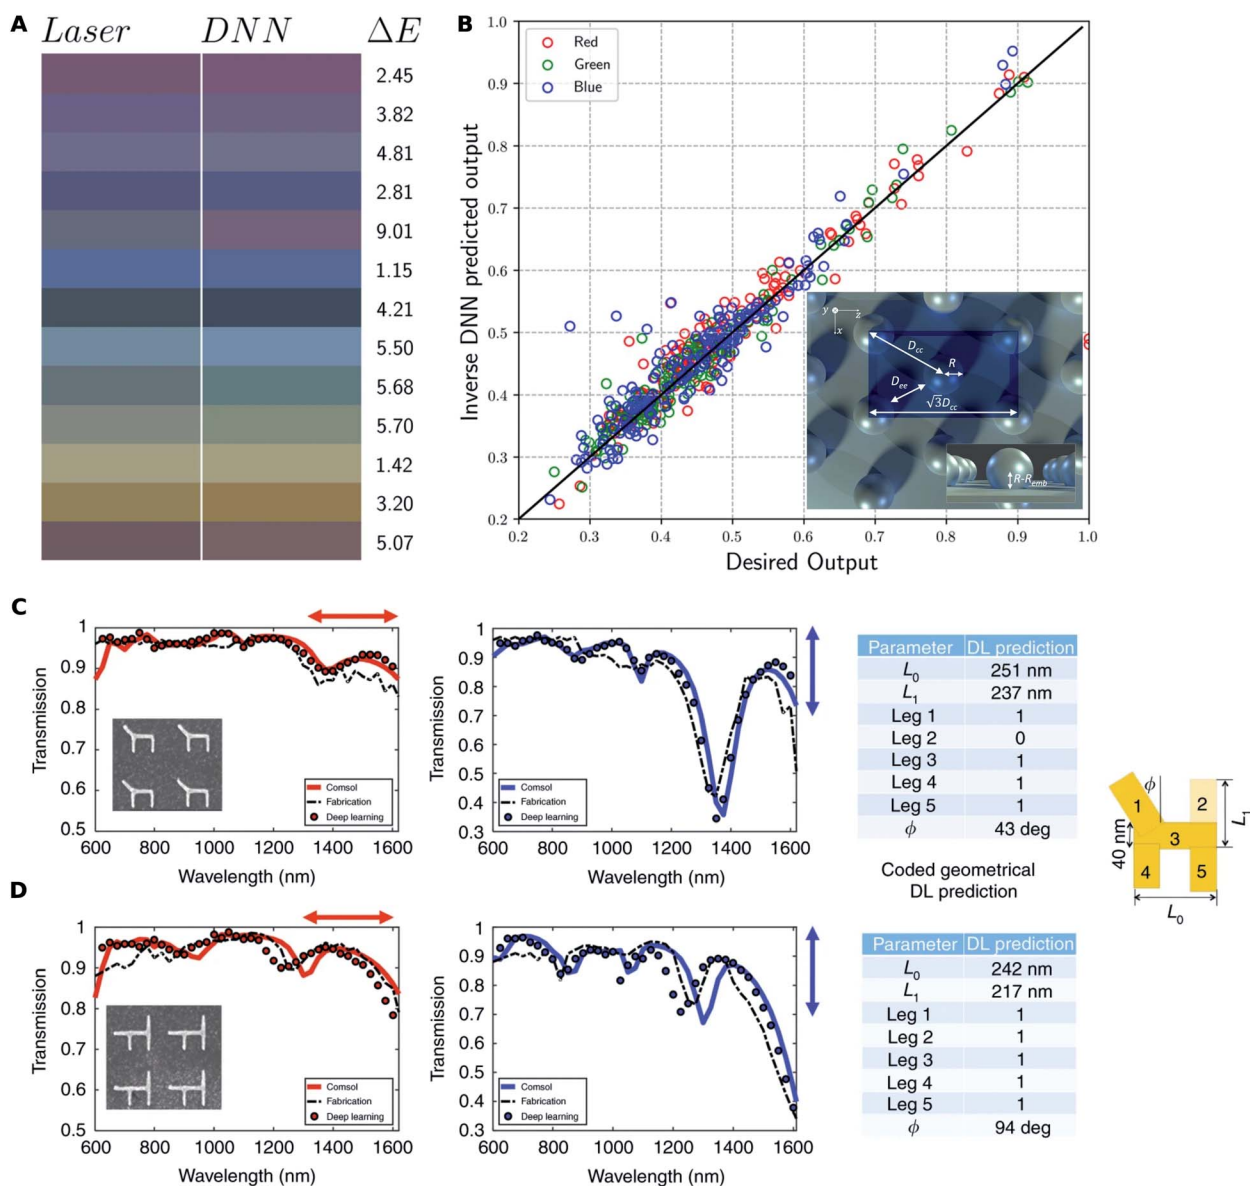 A
Laser DNN ΔE
2.45
3.82
4.81
2.81
9.01
1.15
4.21
5.50
5.68
5.70
1.42
3.20
5.07
B
Inverse DNN predicted output
1.0
0.9
0.8
0.7
0.6
0.5
0.4
0.3
0.2
Red
Green
Blue
y z
x
D_cc
R
D_ee
√3D_cc
R-R_emb
0.2 0.3 0.4 0.5 0.6 0.7 0.8 0.9 1.0
Desired Output
C
Transmission
1
0.9
0.8
0.7
0.6
0.5
Comsol
Fabrication
Deep learning
600 800 1000 1200 1400 1600
Wavelength (nm)
Transmission
1
0.9
0.8
0.7
0.6
0.5
0.4
0.3
Comsol
Fabrication
Deep learning
600 800 1000 1200 1400 1600
Wavelength (nm)
Parameter DL prediction
L₀ 251 nm
L₁ 237 nm
Leg 1 1
Leg 2 0
Leg 3 1
Leg 4 1
Leg 5 1
ϕ 43 deg
Coded geometrical
DL prediction
ϕ
1 2
3
4 5
40 nm
L₁
L₀
D
Transmission
1
0.9
0.8
0.7
0.6
0.5
Comsol
Fabrication
Deep learning
600 800 1000 1200 1400 1600
Wavelength (nm)
Transmission
1
0.9
0.8
0.7
0.6
0.5
0.4
0.3
Comsol
Fabrication
Deep learning
600 800 1000 1200 1400 1600
Wavelength (nm)
Parameter DL prediction
L₀ 242 nm
L₁ 217 nm
Leg 1 1
Leg 2 1
Leg 3 1
Leg 4 1
Leg 5 1
ϕ 94 deg